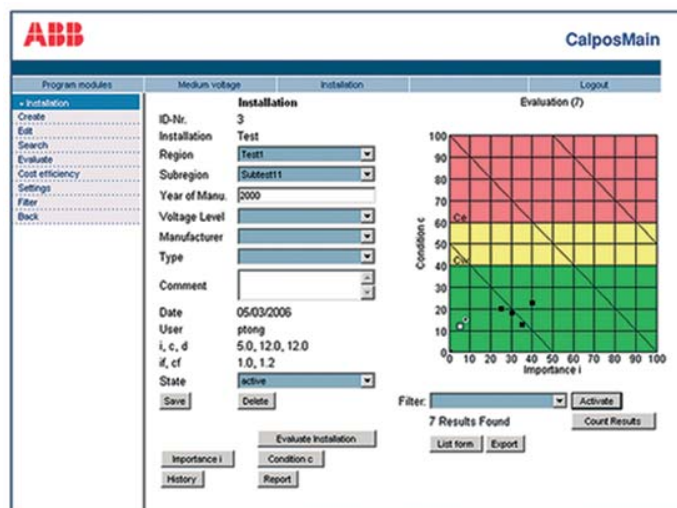 ABB
CalposMain
Program modules Medium voltage Installation Logout
Installation
Create
Edit
Search
Evaluate
Cost efficiency
Settings
Filter
Back
Installation
ID-Nr. 3
Installation Test
Region Test1
Subregion Subtest11
Year of Manu. 2000
Voltage Level
Manufacturer
Type
Comment
Date 05/03/2006
User ptong
i, c, d 5.0, 12.0, 12.0
if, cf 1.0, 1.2
State active
Save Delete
Evaluate Installation
Importance i Condition c
History Report
Evaluation (7)
Condition c
100
90
80
70
60
50
40
30
20
10
0
Ce
Cw
0 10 20 30 40 50 60 70 80 90 100
Importance i
Filter: Activate
7 Results Found Count Results
List form Export